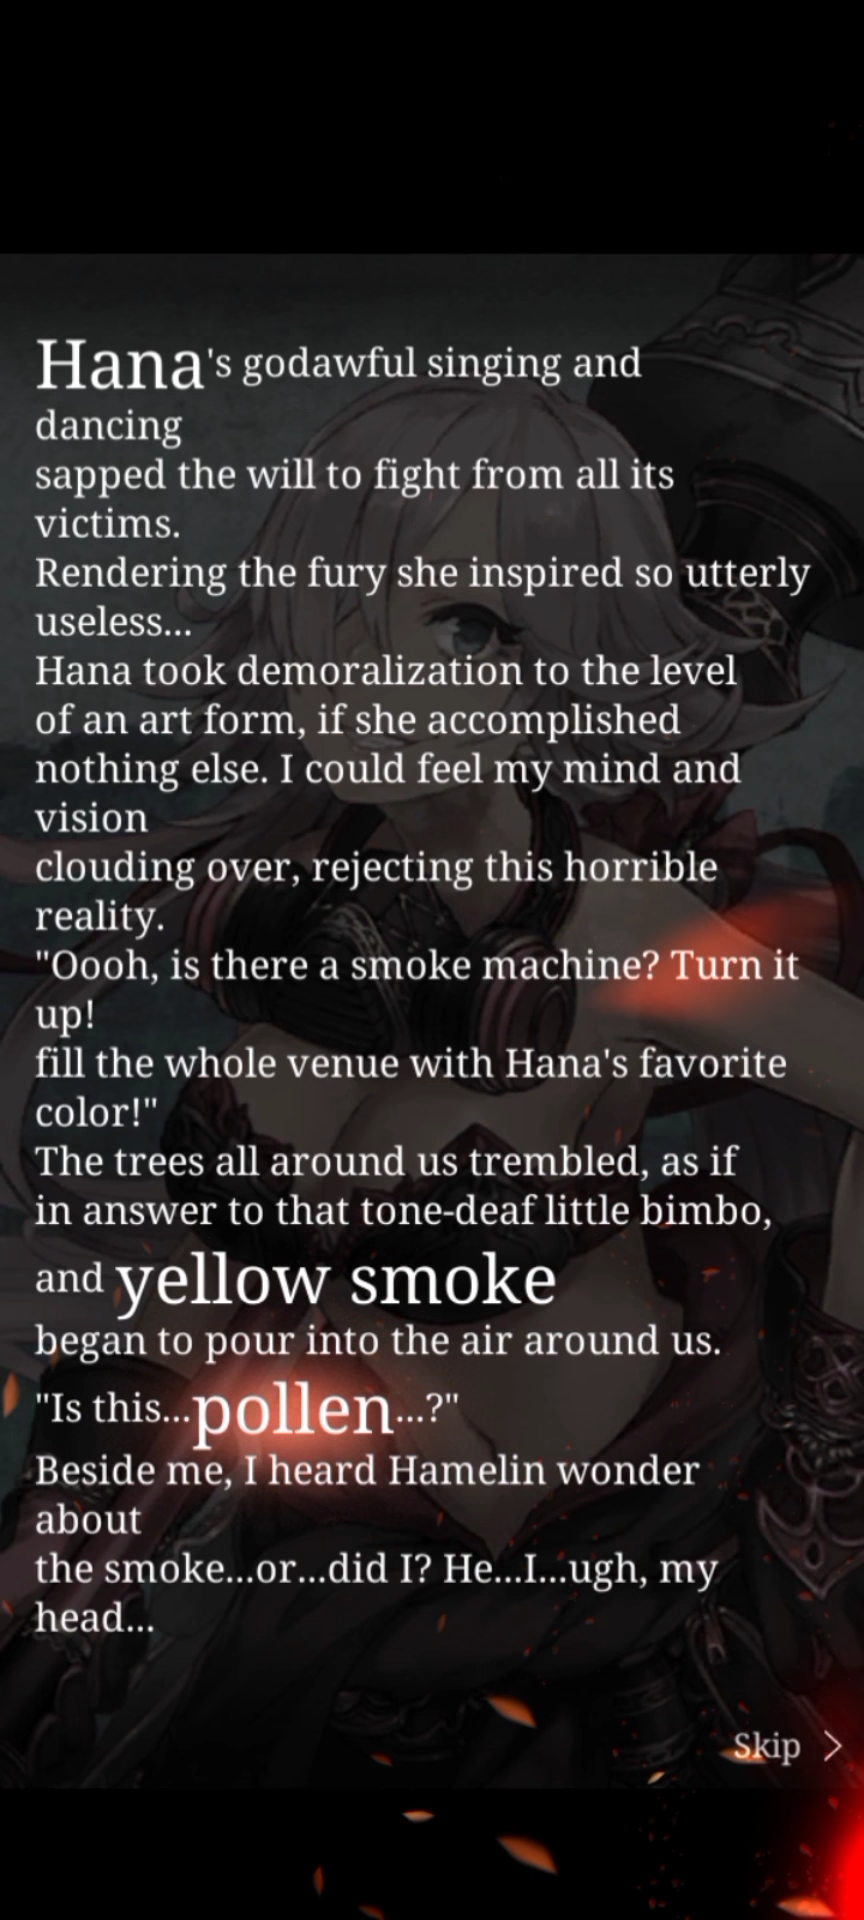 Hana's godawful singing and
dancing
sapped the will to fight from all its
victims.
Rendering the fury she inspired so utterly
useless...
Hana took demoralization to the level
of an art form, if she accomplished
nothing else. I could feel my mind and
vision
clouding over, rejecting this horrible
reality.
"Oooh, is there a smoke machine? Turn it
up!
fill the whole venue with Hana's favorite
color!"
The trees all around us trembled, as if
in answer to that tone-deaf little bimbo,
and yellow smoke
began to pour into the air around us.
"Is this...pollen...?"
Beside me, I heard Hamelin wonder
about
the smoke...or...did I? He...I...ugh, my
head...
Skip >